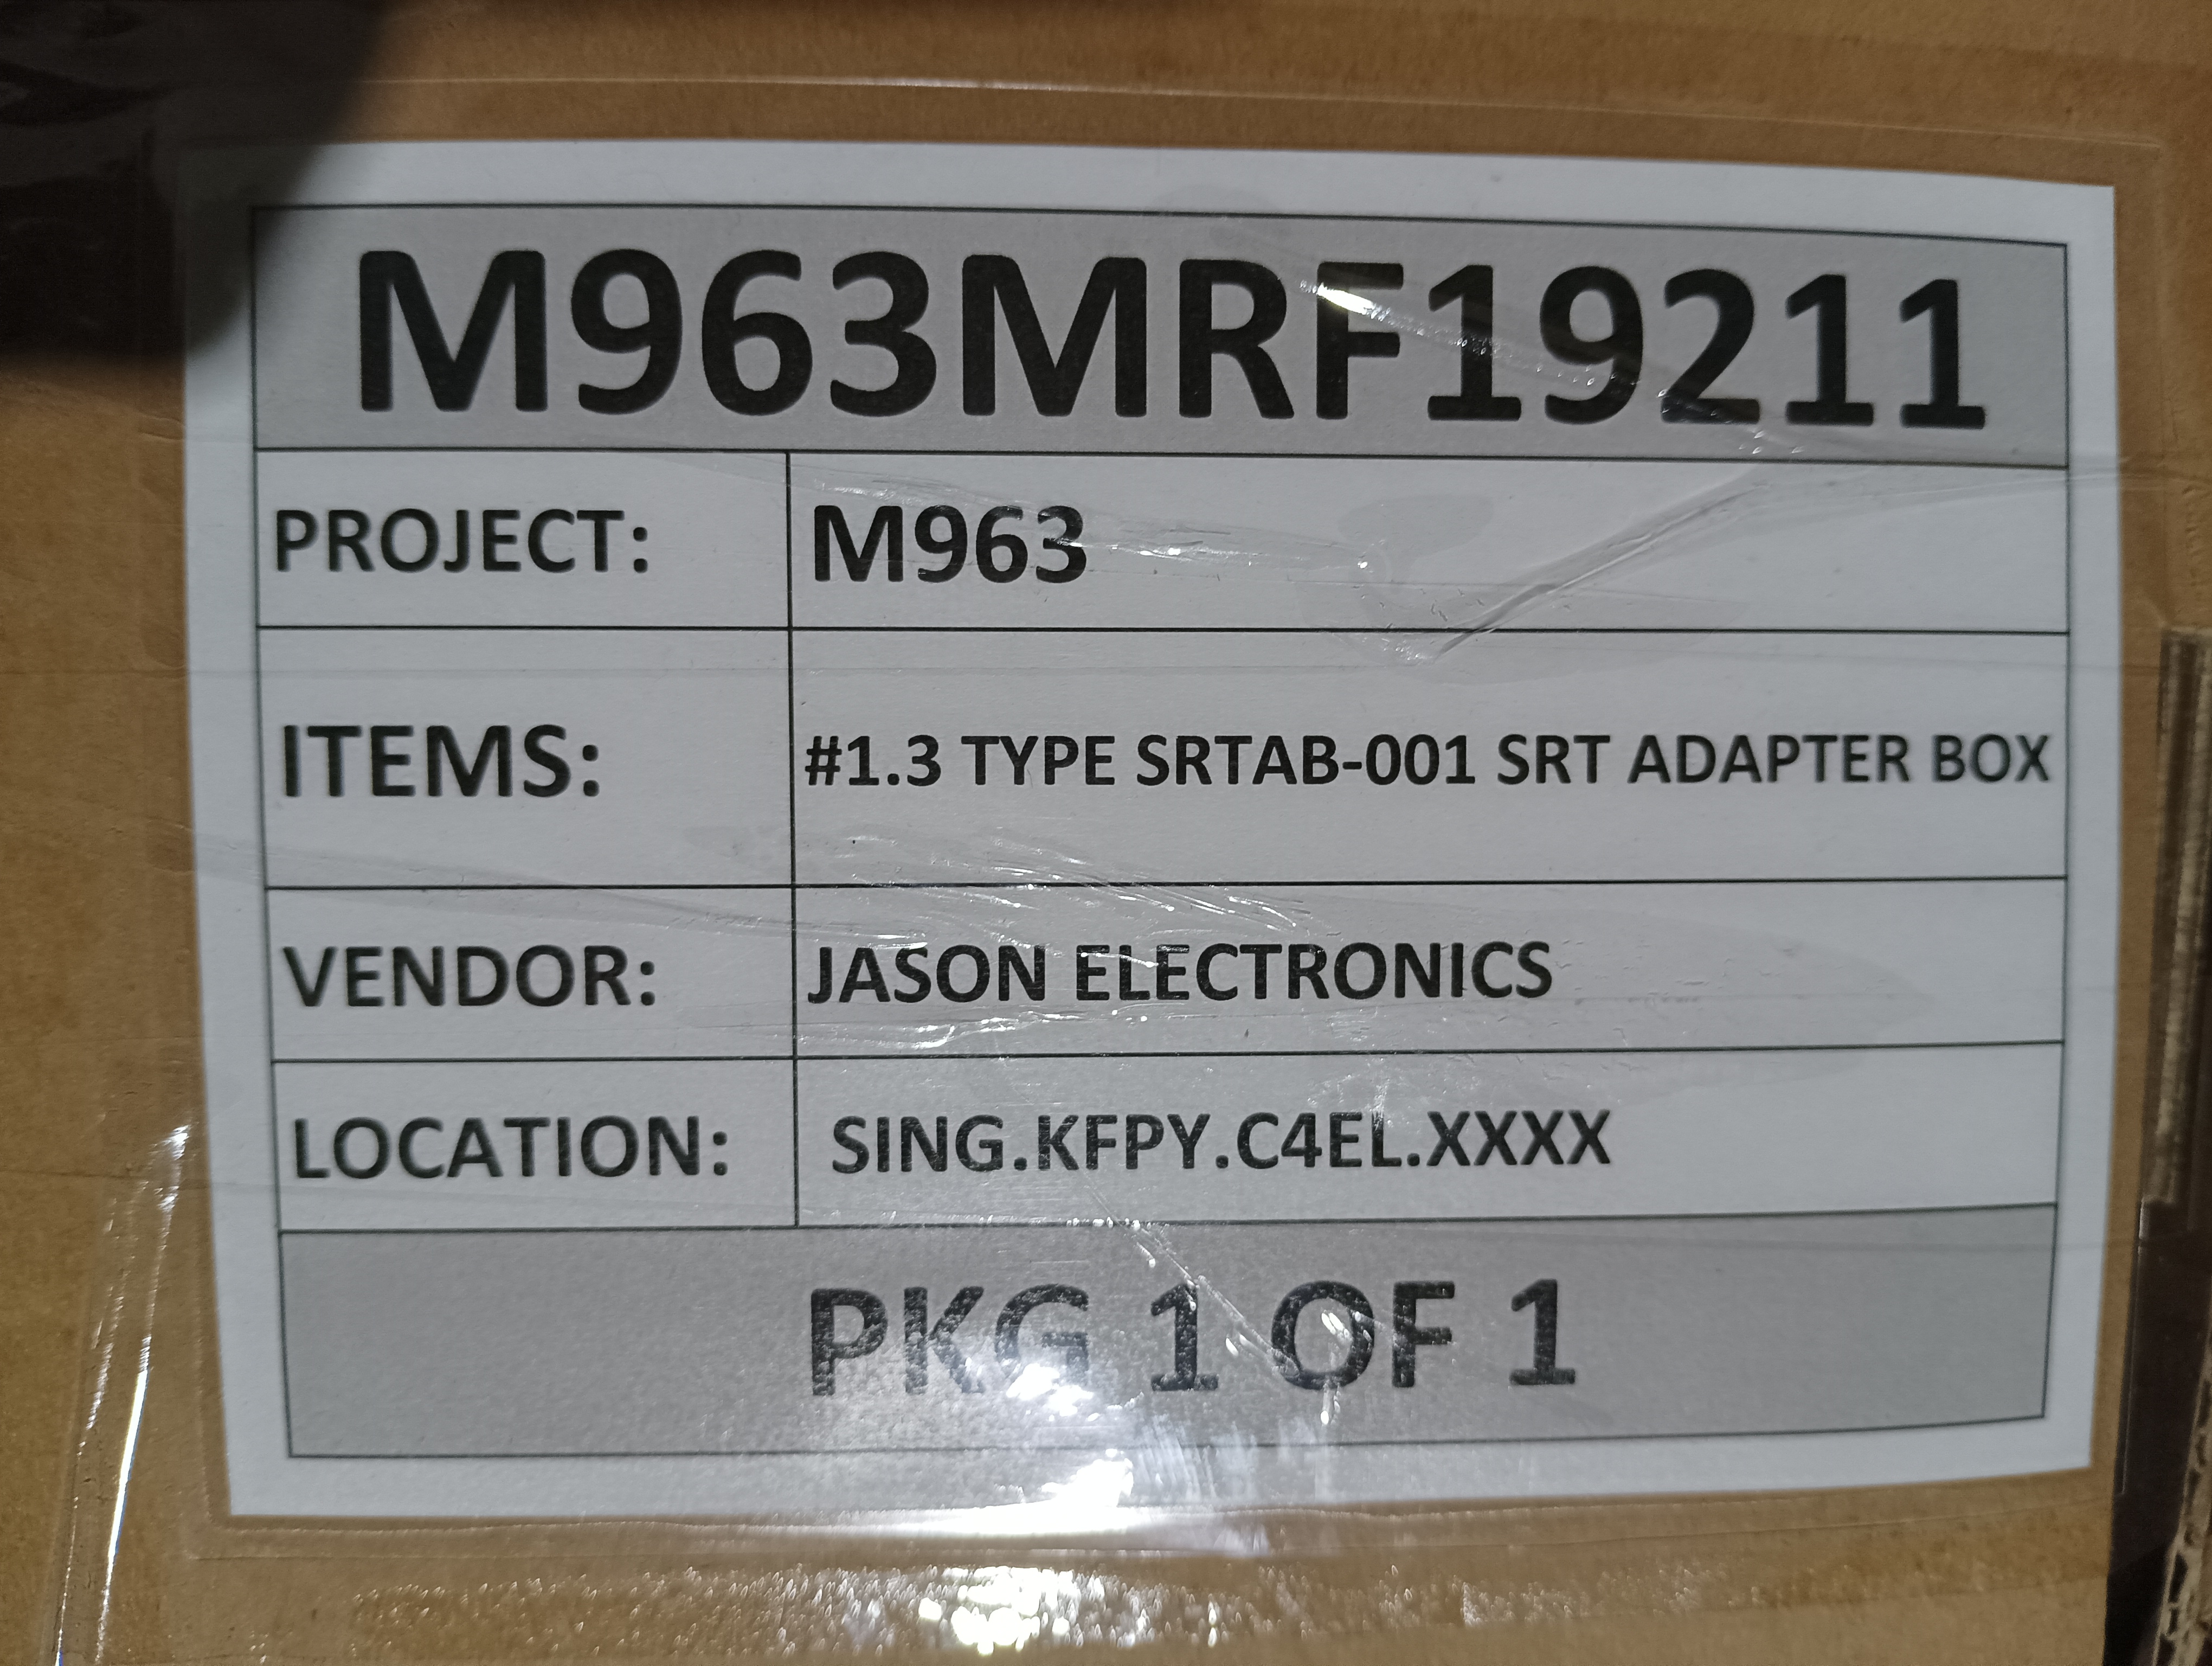 M963MRF19211
PROJECT: M963
ITEMS: #1.3 TYPE SRTAB-001 SRT ADAPTER BOX
VENDOR: JASON ELECTRONICS
LOCATION: SING.KFPY.C4EL.XXXX
PKG 1 OF 1